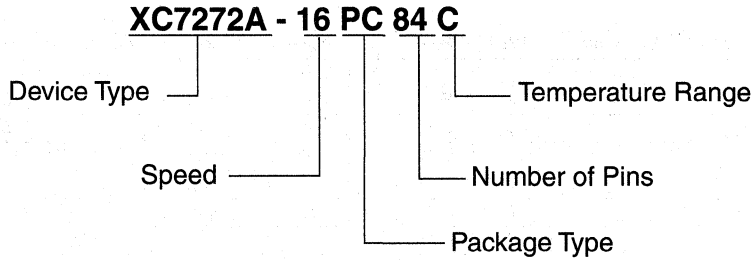 XC7272A - 16 PC 84 C
Device Type
Temperature Range
Speed
Number of Pins
Package Type